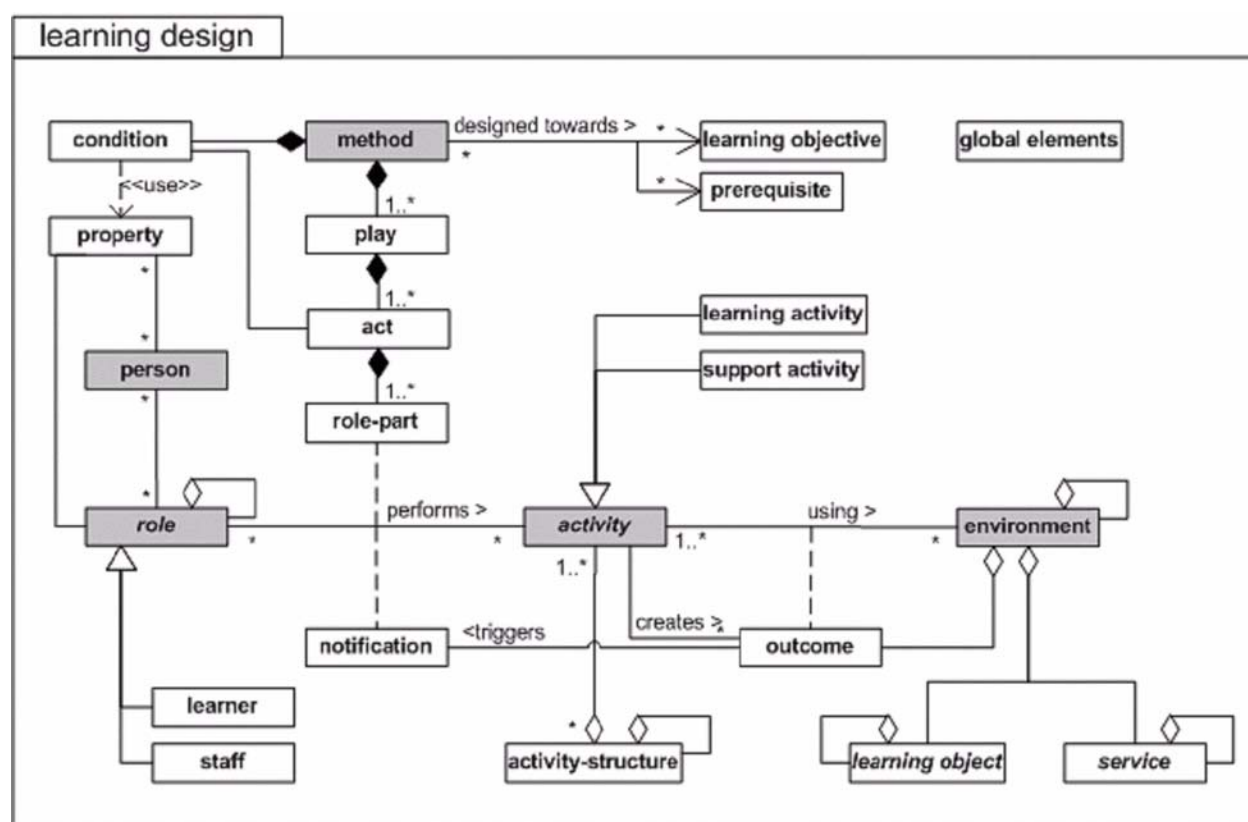 learning design
condition
method
designed towards >
*
*
learning objective
global elements
<<use>>
*
prerequisite
1..*
property
play
*
1..*
learning activity
act
*
person
support activity
*
1..*
role-part
*
performs >
using >
role
*
*
activity
1..*
*
environment
1..*
creates >
*
notification
<triggers
outcome
learner
*
staff
activity-structure
learning object
service